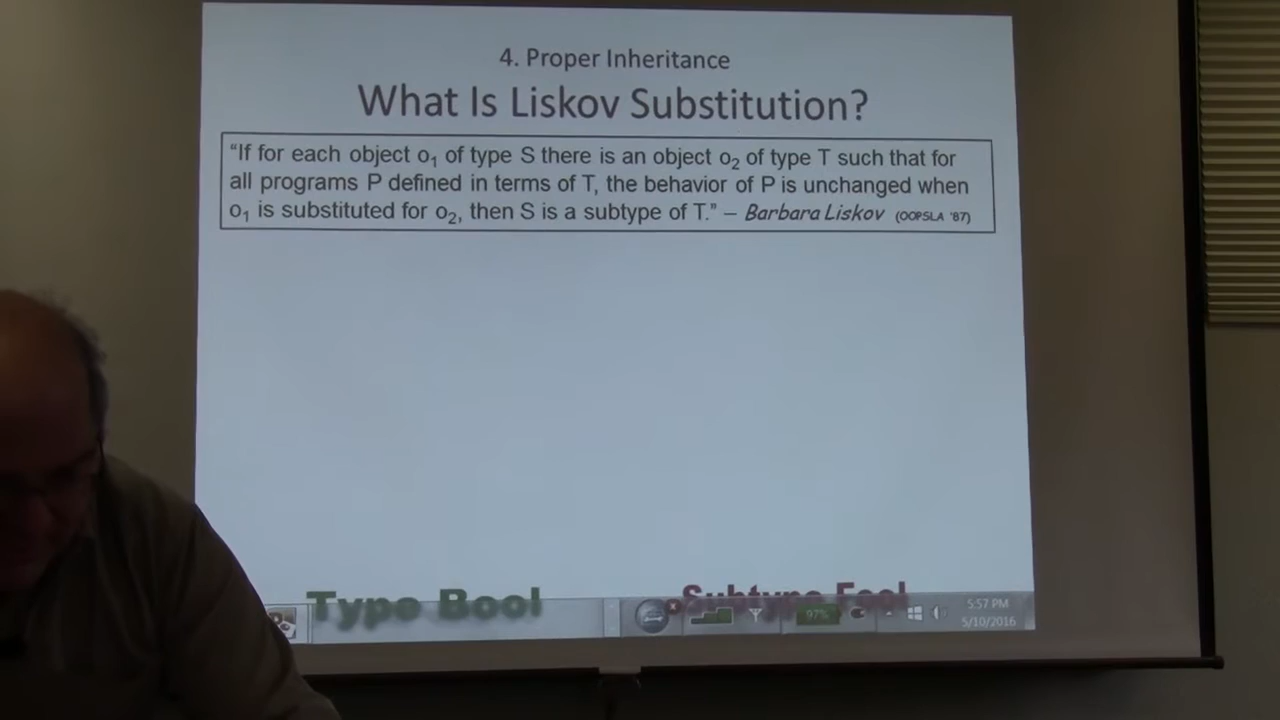 4. Proper Inheritance
What Is Liskov Substitution?
“If for each object o₁ of type S there is an object o₂ of type T such that for
all programs P defined in terms of T, the behavior of P is unchanged when
o₁ is substituted for o₂, then S is a subtype of T.” – Barbara Liskov (OOPSLA '87)
Type Bool
Subtype Fool
97%
5:57 PM
5/10/2016